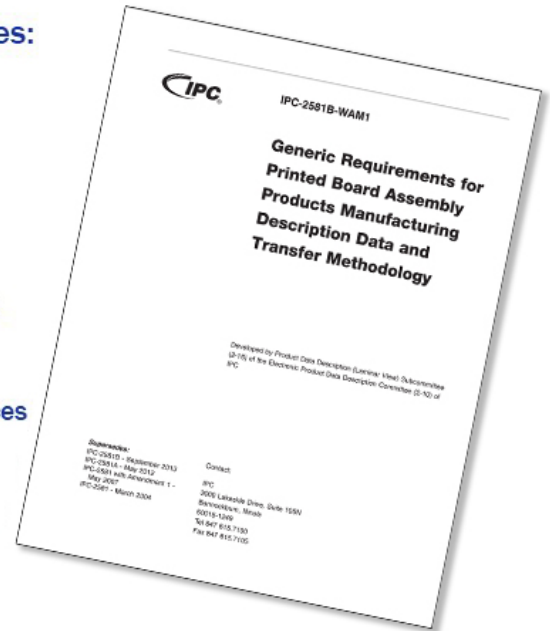 es:
ces
IPC
IPC-2581B-WAM1
Generic Requirements for
Printed Board Assembly
Products Manufacturing
Description Data and
Transfer Methodology
Developed by Product Data Description (Laminar View) Subcommittee
(2-16) of the Electronic Product Data Description Committee (2-10) of
IPC
Supersedes:
IPC-2581B - September 2013
IPC-2581A - May 2012
IPC-2581 with Amendment 1 -
May 2007
IPC-2581 - March 2004
Contact:
IPC
3000 Lakeside Drive, Suite 105N
Bannockburn, Illinois
60015-1249
Tel 847 615.7100
Fax 847 615.7105